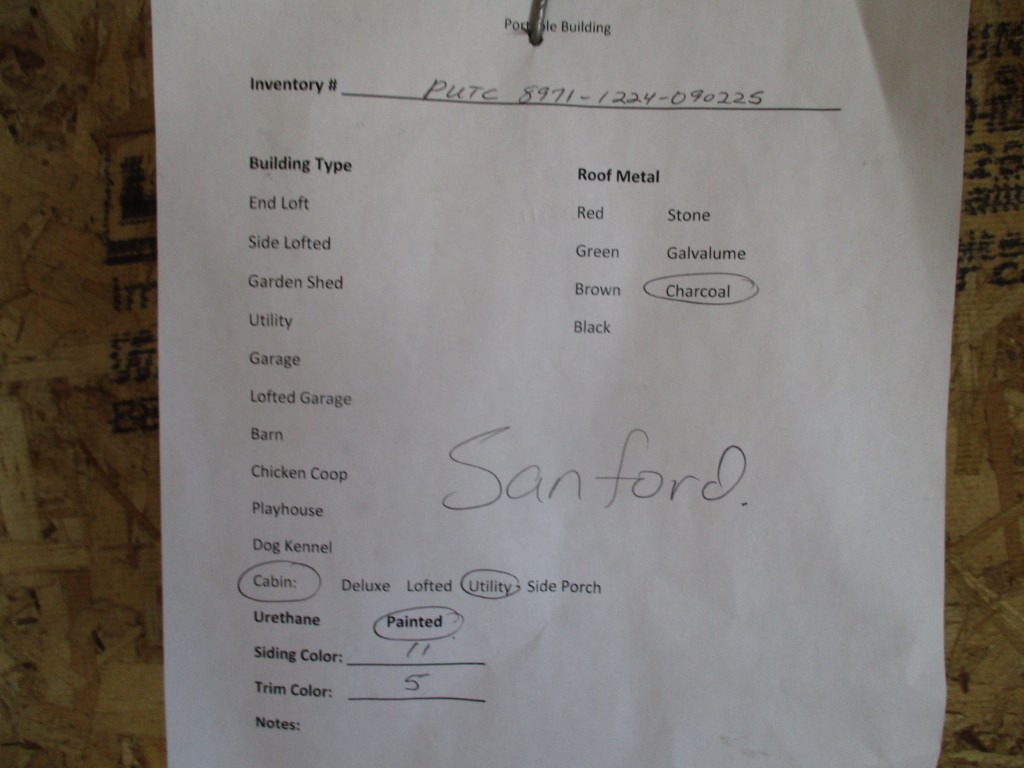 Portable Building
Inventory # PUTC 8971-1224-090225
Building Type
End Loft
Side Lofted
Garden Shed
Utility
Garage
Lofted Garage
Barn
Chicken Coop
Playhouse
Dog Kennel
Roof Metal
Red Stone
Green Galvalume
Brown Charcoal
Black
Sanford.
Cabin: Deluxe Lofted Utility Side Porch
Urethane Painted
Siding Color: 11
Trim Color: 5
Notes: